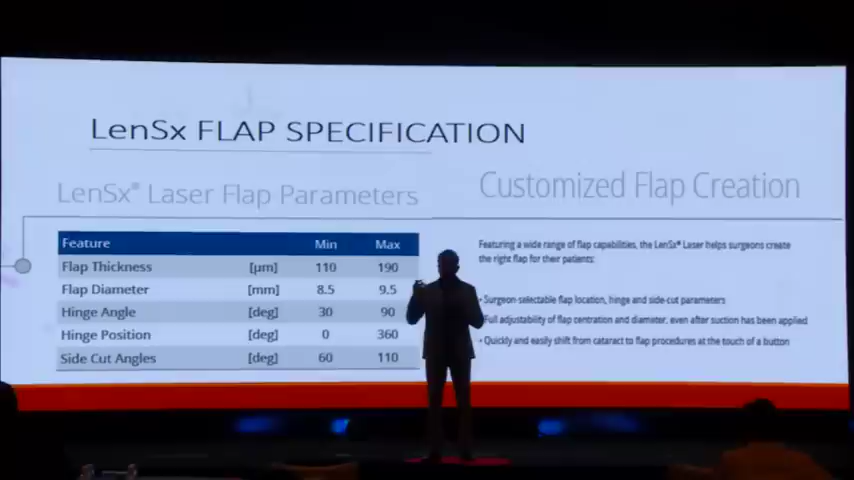 LenSx FLAP SPECIFICATION
LenSx® Laser Flap Parameters
Feature Min Max
Flap Thickness [µm] 110 190
Flap Diameter [mm] 8.5 9.5
Hinge Angle [deg] 30 90
Hinge Position [deg] 0 360
Side Cut Angles [deg] 60 110
Customized Flap Creation
Featuring a wide range of flap capabilities, the LenSx® Laser helps surgeons create
the right flap for their patients:
• Surgeon-selectable flap location, hinge and side-cut parameters
Full adjustability of flap centration and diameter, even after suction has been applied
• Quickly and easily shift from cataract to flap procedures at the touch of a button